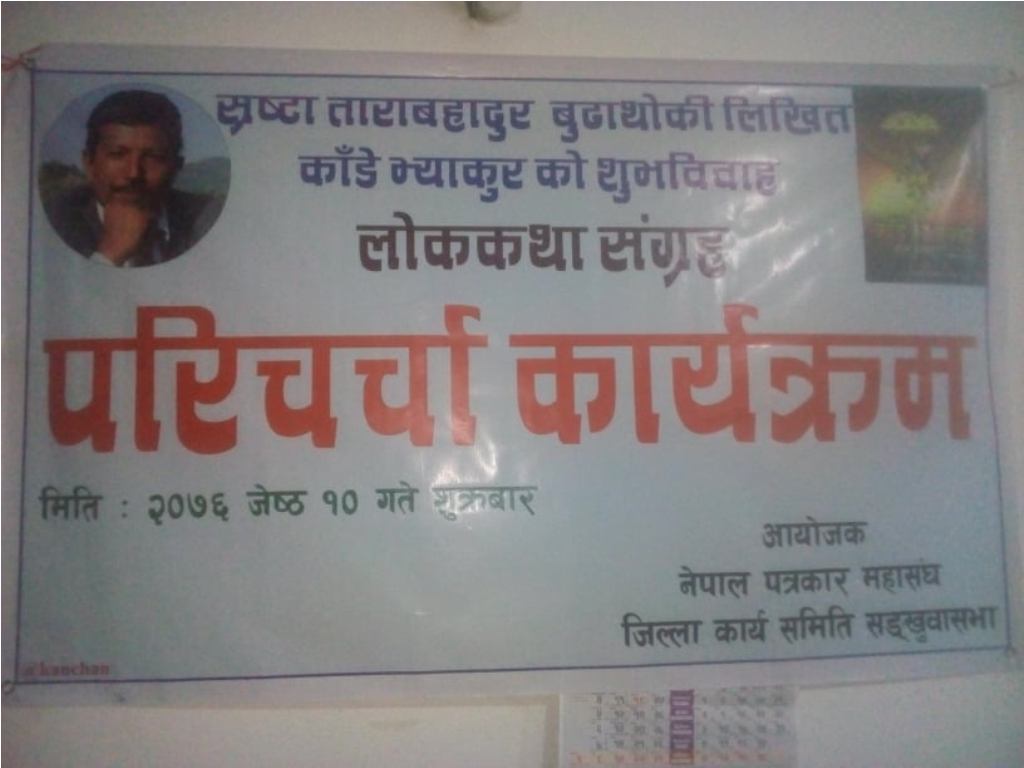 स्रष्टा ताराबहादुर बुढाथोकी लिखित
काँडे भ्याकुर को शुभविवाह
लोककथा संग्रह
परिचर्चा कार्यक्रम
मिति : २०७६ जेष्ठ १० गते शुक्रबार
आयोजक
नेपाल पत्रकार महासंघ
जिल्ला कार्य समिति सङ्खुवासभा
@kanchan